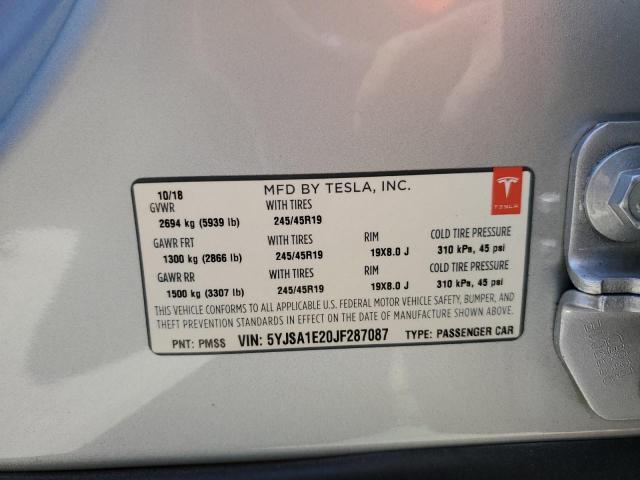 10/18 MFD BY TESLA, INC.
TESLA
GVWR WITH TIRES
2694 kg (5939 lb) 245/45R19
GAWR FRT WITH TIRES RIM COLD TIRE PRESSURE
1300 kg (2866 lb) 245/45R19 19X8.0 J 310 kPa, 45 psi
GAWR RR WITH TIRES RIM COLD TIRE PRESSURE
1500 kg (3307 lb) 245/45R19 19X8.0 J 310 kPa, 45 psi
THIS VEHICLE CONFORMS TO ALL APPLICABLE U.S. FEDERAL MOTOR VEHICLE SAFETY, BUMPER, AND
THEFT PREVENTION STANDARDS IN EFFECT ON THE DATE OF MANUFACTURE SHOWN ABOVE.
PNT: PMSS VIN: 5YJSA1E20JF287087 TYPE: PASSENGER CAR